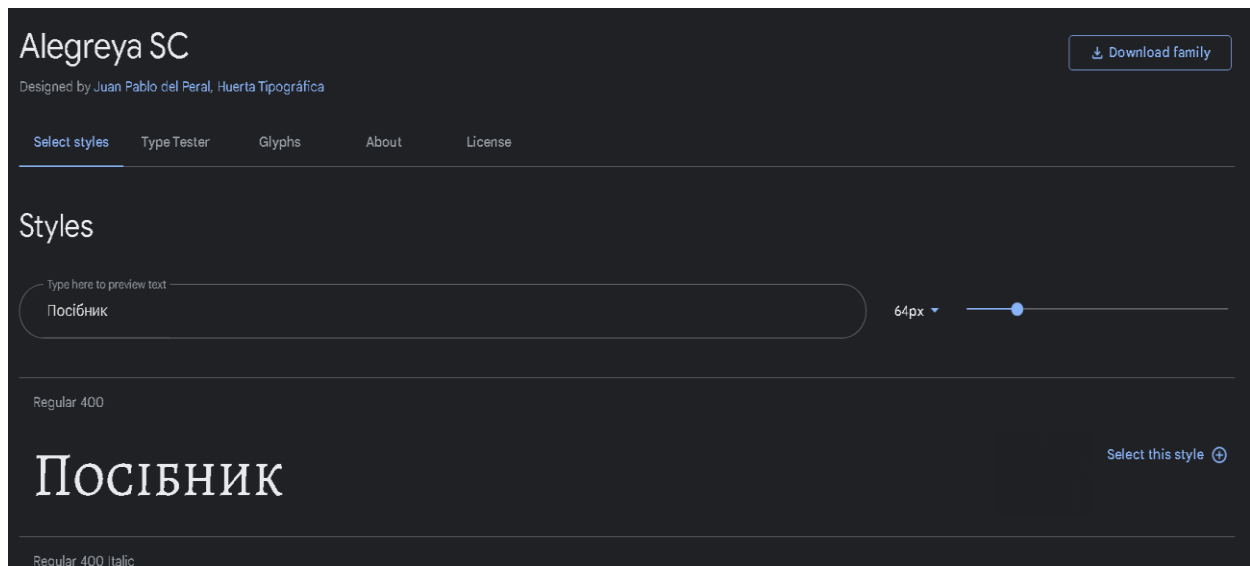 Alegreya SC
Download family
Designed by Juan Pablo del Peral, Huerta Tipográfica
Select styles Type Tester Glyphs About License
Styles
Type here to preview text
Посібник
64px
Regular 400
Посібник
Select this style
Regular 400 Italic